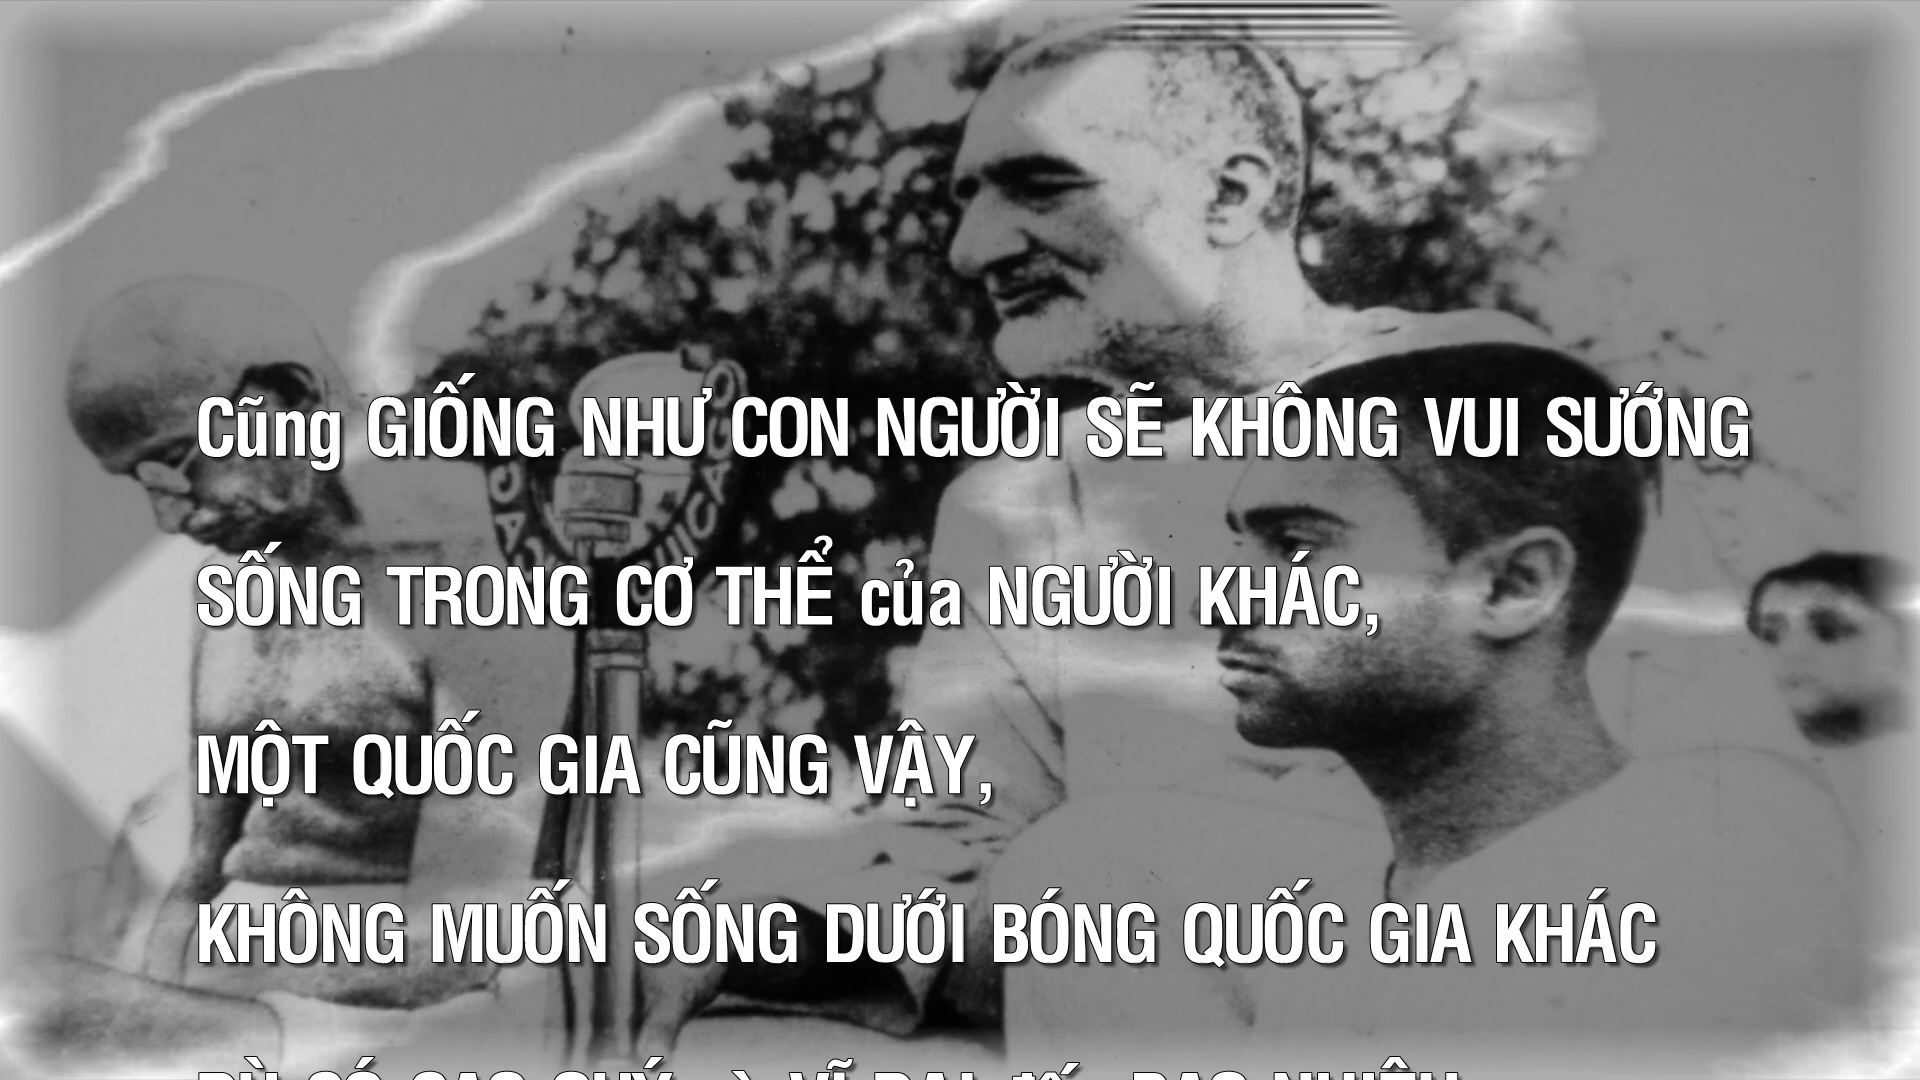 CHICAGO
Cũng GIỐNG NHƯ CON NGƯỜI SẼ KHÔNG VUI SƯỚNG
SỐNG TRONG CƠ THỂ của NGƯỜI KHÁC,
MỘT QUỐC GIA CŨNG VẬY,
KHÔNG MUỐN SỐNG DƯỚI BÓNG QUỐC GIA KHÁC